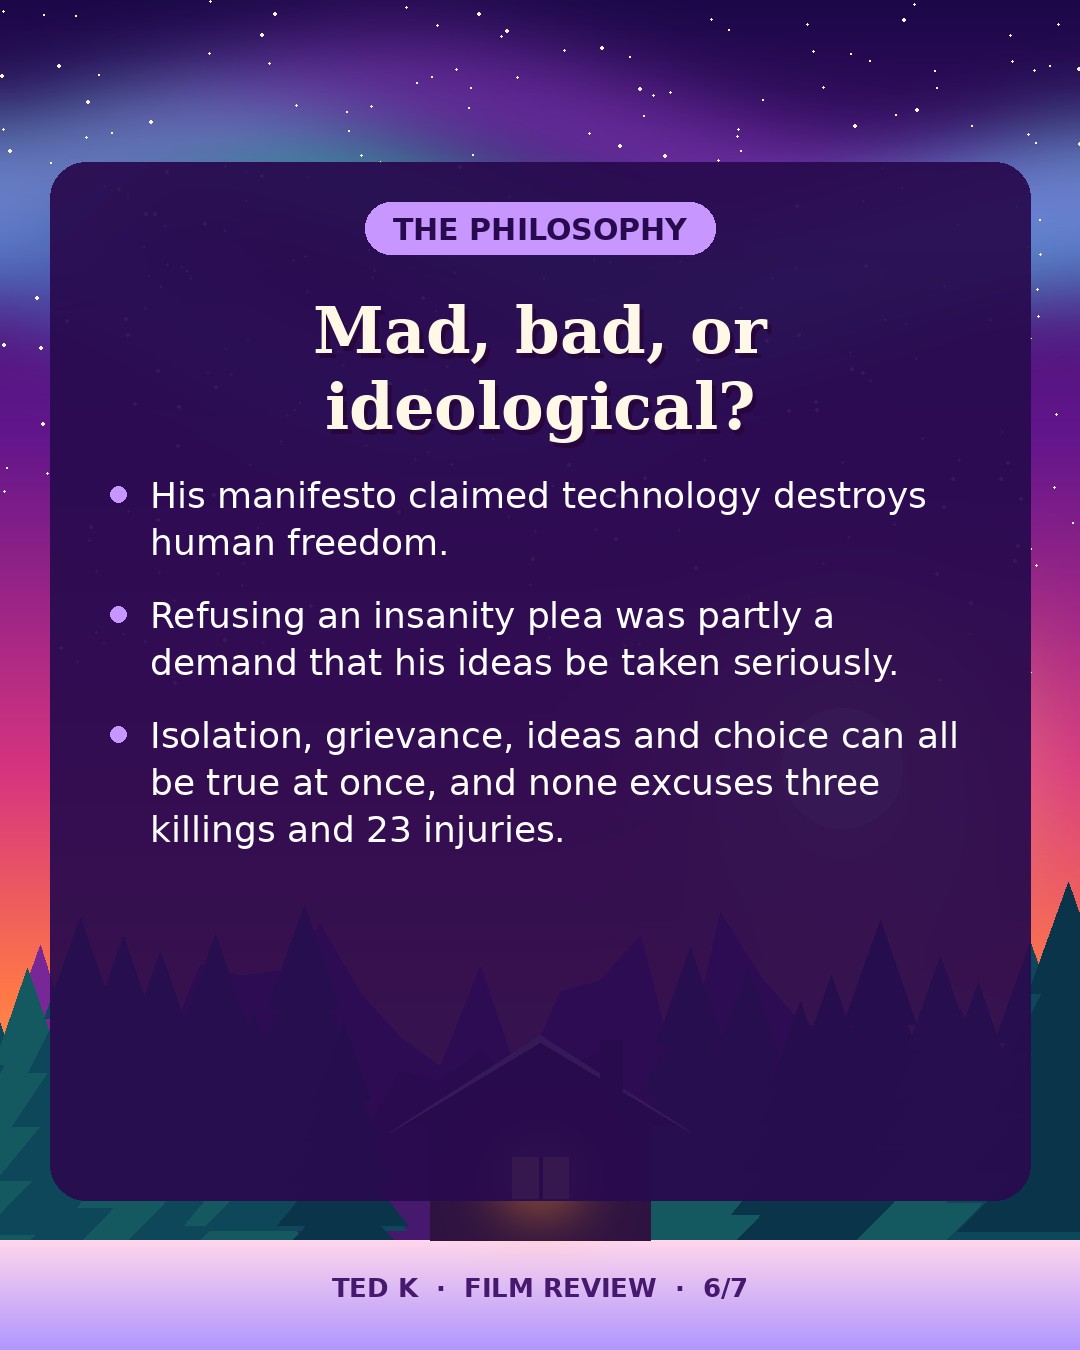 THE PHILOSOPHY
Mad, bad, or
ideological?
His manifesto claimed technology destroys
human freedom.
Refusing an insanity plea was partly a
demand that his ideas be taken seriously.
Isolation, grievance, ideas and choice can all
be true at once, and none excuses three
killings and 23 injuries.
TED K · FILM REVIEW · 6/7